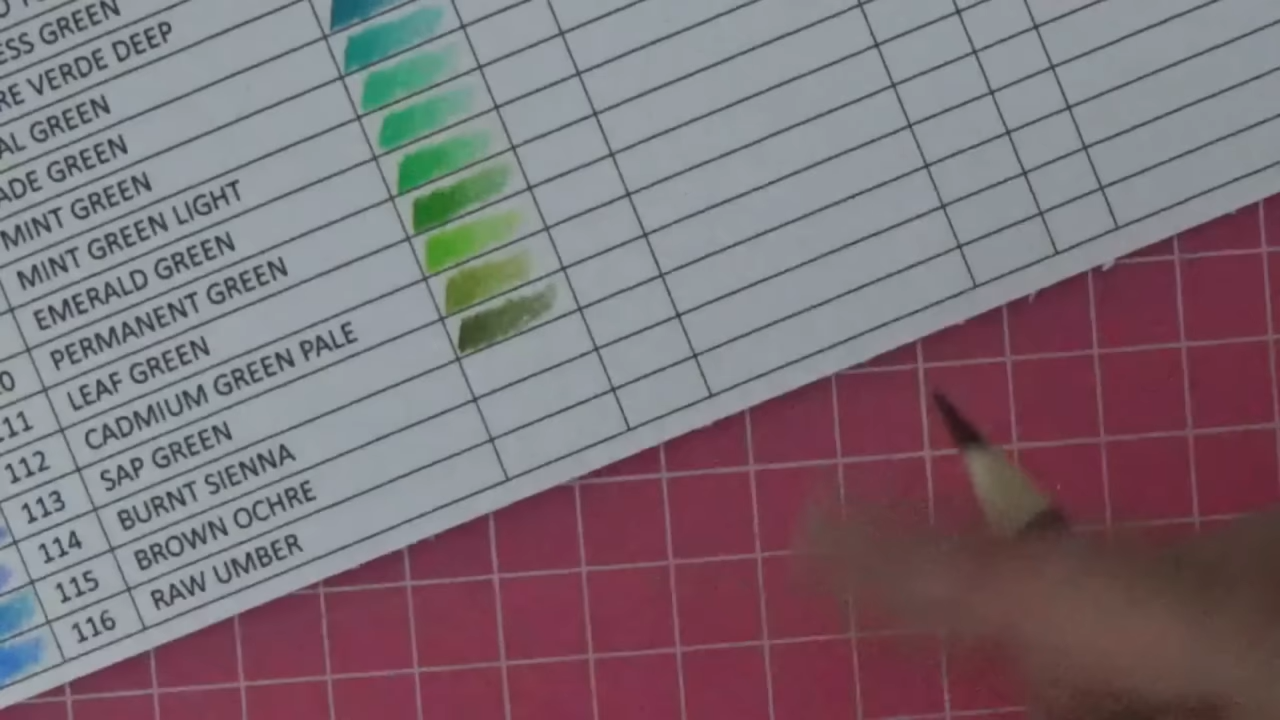 ESS GREEN
RE VERDE DEEP
AL GREEN
ADE GREEN
MINT GREEN
MINT GREEN LIGHT
EMERALD GREEN
0 PERMANENT GREEN
11 LEAF GREEN
112 CADMIUM GREEN PALE
113 SAP GREEN
114 BURNT SIENNA
115 BROWN OCHRE
116 RAW UMBER